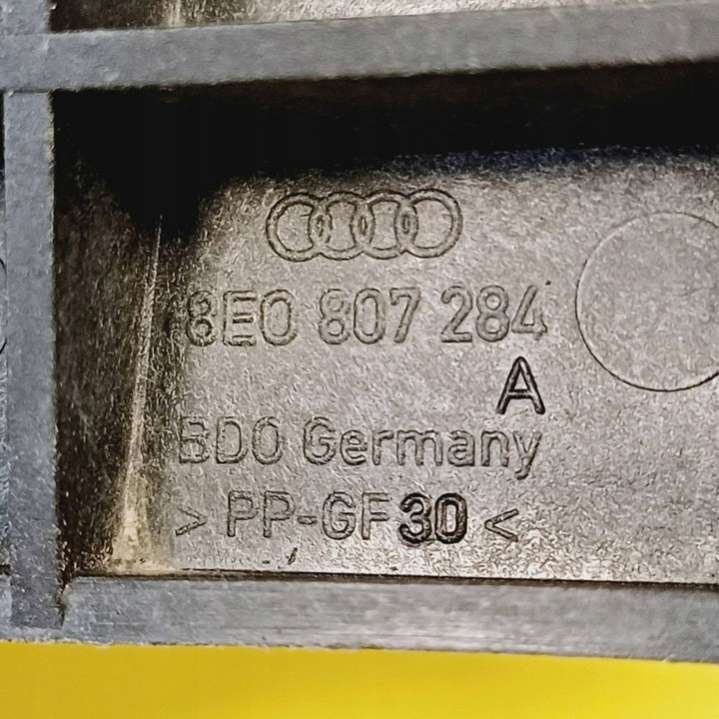 8E0 807 284
A
BDO Germany
> PP-GF30 <